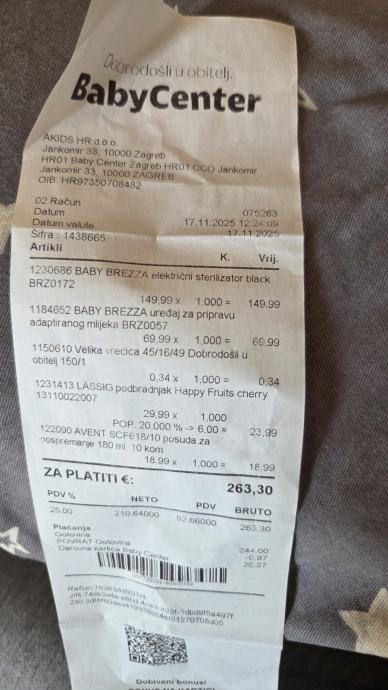 Dobrodošli u obitelj.
BabyCenter
AKIDS HR d.o.o.
Jankomir 33, 10000 Zagreb
HR01 Baby Center Zagreb HR01 CCO Jankomir
Jankomir 33, 10000 ZAGREB
OIB: HR97350708482
02 Račun 075263
Datum 17.11.2025 12:24:09
Datum valute 17.11.2025
Šifra: 1438665
Artikli K. Vrij.
1230686 BABY BREZZA električni sterilizator black
BRZ0172
149,99 x 1,000 = 149,99
1184652 BABY BREZZA uređaj za pripravu
adaptiranog mlijeka BRZ0057
69,99 x 1,000 = 69,99
1150610 Velika vrećica 45/16/49 Dobrodošli u
obitelj 150/1
0,34 x 1,000 = 0,34
1231413 LÄSSIG podbradnjak Happy Fruits cherry
13110022007
29,99 x 1,000
POP. 20,000 % -> 6,00 = 23,99
122090 AVENT SCF618/10 posuda za
pospremanje 180 ml, 10 kom
18,99 x 1,000 = 18,99
ZA PLATITI €: 263,30
PDV % NETO PDV BRUTO
25,00 210,64000 52,66000 263,30
Plaćanja
Gotovina 244,00
POVRAT Gotovina -0,97
Darovna kartica Baby Center 20,27
Dobiveni bonusi